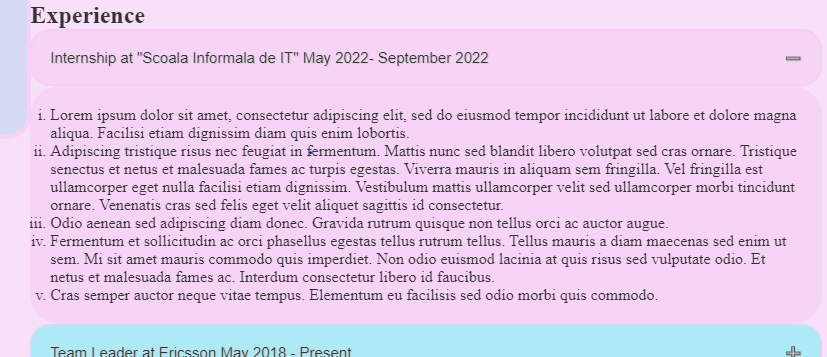 Experience
Internship at "Scoala Informala de IT" May 2022- September 2022
i. Lorem ipsum dolor sit amet, consectetur adipiscing elit, sed do eiusmod tempor incididunt ut labore et dolore magna
aliqua. Facilisi etiam dignissim diam quis enim lobortis.
ii. Adipiscing tristique risus nec feugiat in fermentum. Mattis nunc sed blandit libero volutpat sed cras ornare. Tristique
senectus et netus et malesuada fames ac turpis egestas. Viverra mauris in aliquam sem fringilla. Vel fringilla est
ullamcorper eget nulla facilisi etiam dignissim. Vestibulum mattis ullamcorper velit sed ullamcorper morbi tincidunt
ornare. Venenatis cras sed felis eget velit aliquet sagittis id consectetur.
iii. Odio aenean sed adipiscing diam donec. Gravida rutrum quisque non tellus orci ac auctor augue.
iv. Fermentum et sollicitudin ac orci phasellus egestas tellus rutrum tellus. Tellus mauris a diam maecenas sed enim ut
sem. Mi sit amet mauris commodo quis imperdiet. Non odio euismod lacinia at quis risus sed vulputate odio. Et
netus et malesuada fames ac. Interdum consectetur libero id faucibus.
v. Cras semper auctor neque vitae tempus. Elementum eu facilisis sed odio morbi quis commodo.
Team Leader at Ericsson May 2018 - Present